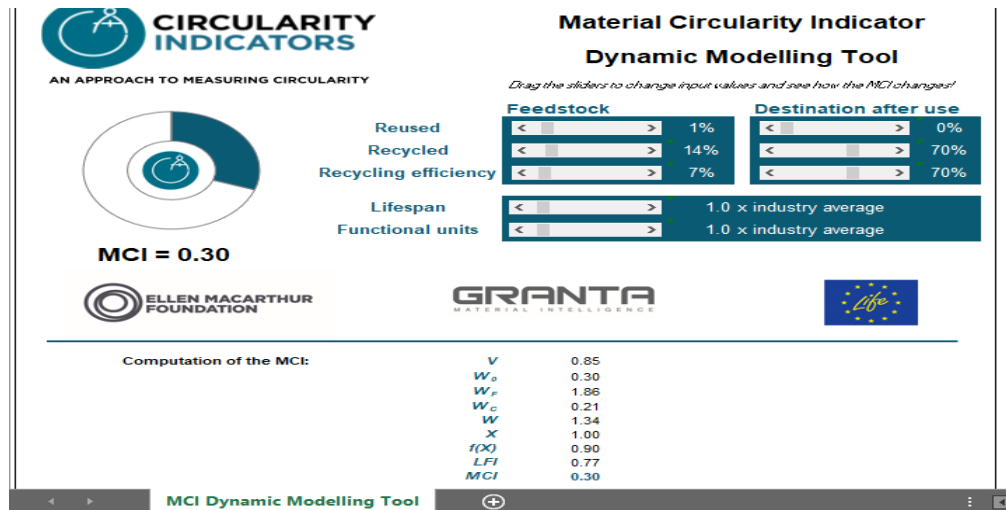 CIRCULARITY
INDICATORS
AN APPROACH TO MEASURING CIRCULARITY
Material Circularity Indicator
Dynamic Modelling Tool
Drag the sliders to change input values and see how the MCI changes!
Feedstock Destination after use
Reused < > 1% < > 0%
Recycled < > 14% < > 70%
Recycling efficiency < > 7% < > 70%
Lifespan < > 1.0 x industry average
Functional units < > 1.0 x industry average
MCI = 0.30
ELLEN MACARTHUR
FOUNDATION
GRANTA
MATERIAL INTELLIGENCE
Life
Computation of the MCI:
V 0.85
W₀ 0.30
W_F 1.86
W_C 0.21
W 1.34
X 1.00
f(X) 0.90
LFI 0.77
MCI 0.30
MCI Dynamic Modelling Tool